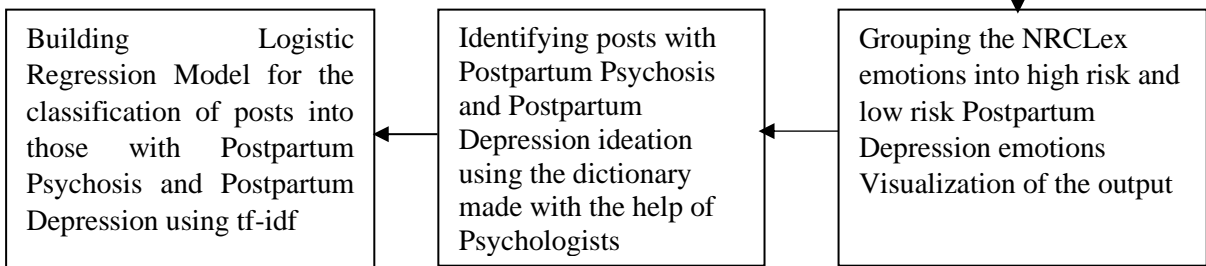 Building Logistic
Regression Model for the
classification of posts into
those with Postpartum
Psychosis and Postpartum
Depression using tf-idf
Identifying posts with
Postpartum Psychosis
and Postpartum
Depression ideation
using the dictionary
made with the help of
Psychologists
Grouping the NRCLex
emotions into high risk and
low risk Postpartum
Depression emotions
Visualization of the output